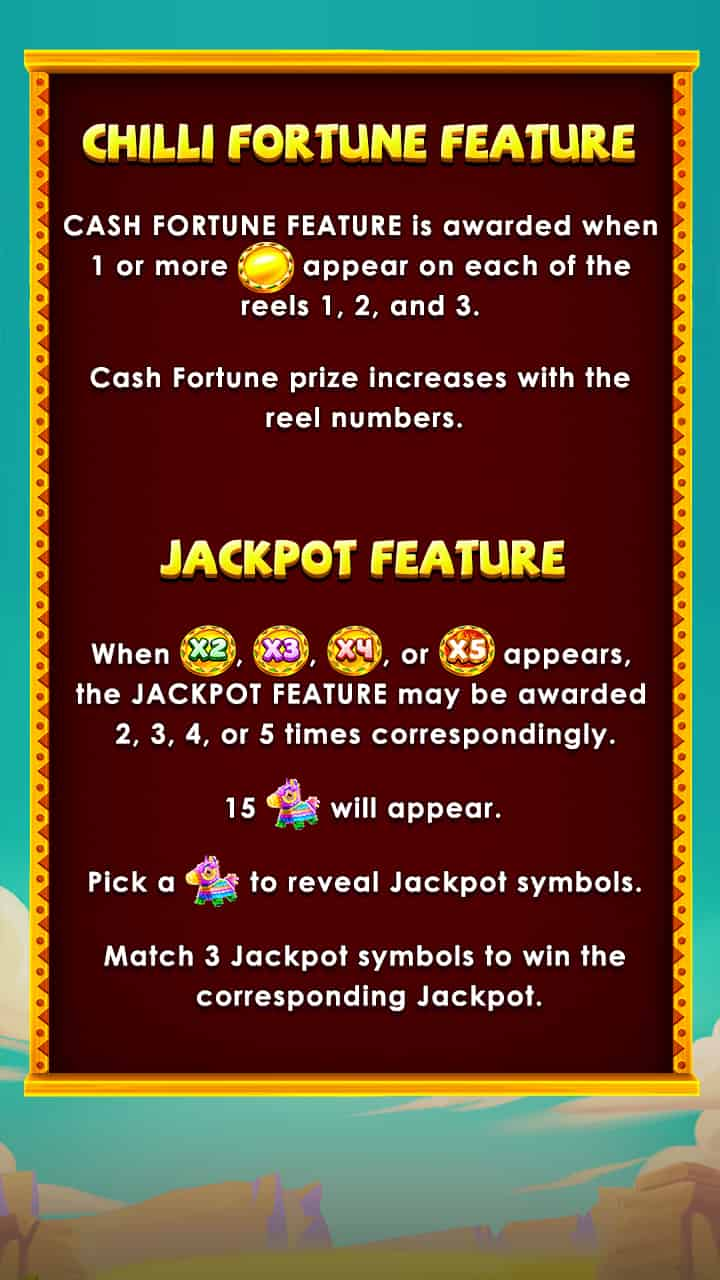 CHILLI FORTUNE FEATURE
CASH FORTUNE FEATURE is awarded when
1 or more appear on each of the
reels 1, 2, and 3.
Cash Fortune prize increases with the
reel numbers.
JACKPOT FEATURE
When X2, X3, X4, or X5 appears,
the JACKPOT FEATURE may be awarded
2, 3, 4, or 5 times correspondingly.
15 will appear.
Pick a to reveal Jackpot symbols.
Match 3 Jackpot symbols to win the
corresponding Jackpot.